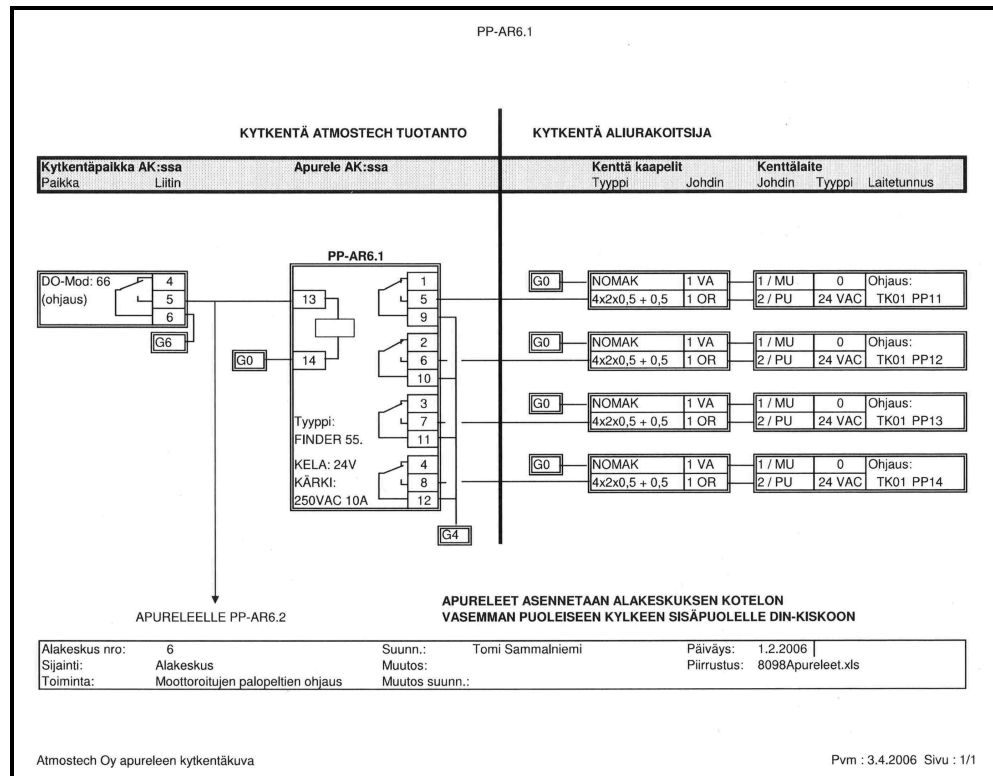 PP-AR6.1
KYTKENTÄ ATMOSTECH TUOTANTO KYTKENTÄ ALIURAKOITSIJA
Kytkentäpaikka AK:ssa Apurele AK:ssa Kenttä kaapelit Kenttälaite
Paikka Liitin Tyyppi Johdin Johdin Tyyppi Laitetunnus
PP-AR6.1
DO-Mod: 66 4 1 G0 NOMAK 1 VA 1 / MU 0 Ohjaus:
(ohjaus) 5 13 5 4x2x0,5 + 0,5 1 OR 2 / PU 24 VAC TK01 PP11
6 9
G6 2 G0 NOMAK 1 VA 1 / MU 0 Ohjaus:
G0 14 6 4x2x0,5 + 0,5 1 OR 2 / PU 24 VAC TK01 PP12
10
3 G0 NOMAK 1 VA 1 / MU 0 Ohjaus:
Tyyppi: 7 4x2x0,5 + 0,5 1 OR 2 / PU 24 VAC TK01 PP13
FINDER 55. 11
KELA: 24V 4 G0 NOMAK 1 VA 1 / MU 0 Ohjaus:
KÄRKI: 8 4x2x0,5 + 0,5 1 OR 2 / PU 24 VAC TK01 PP14
250VAC 10A 12
G4
APURELEELLE PP-AR6.2
APURELEET ASENNETAAN ALAKESKUKSEN KOTELON
VASEMMAN PUOLEISEEN KYLKEEN SISÄPUOLELLE DIN-KISKOON
Alakeskus nro: 6 Suunn.: Tomi Sammalniemi Päiväys: 1.2.2006
Sijainti: Alakeskus Muutos: Piirrustus: 8098Apureleet.xls
Toiminta: Moottoroitujen palopeltien ohjaus Muutos suunn.:
Atmostech Oy apureleen kytkentäkuva Pvm : 3.4.2006 Sivu : 1/1